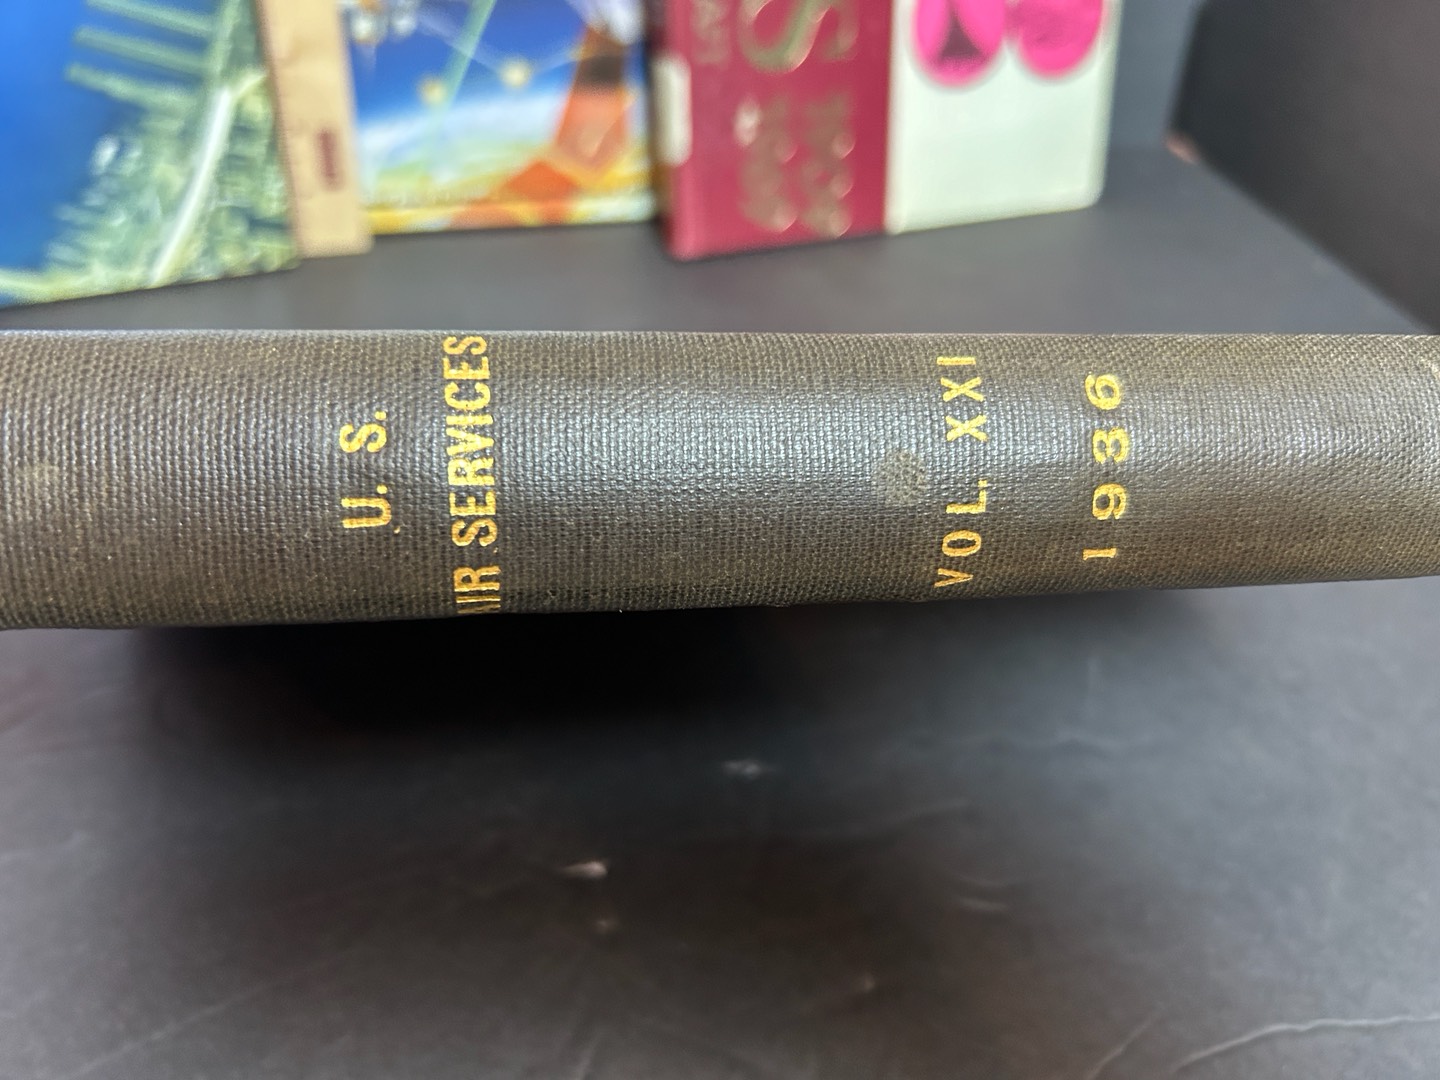 U. S.
AIR SERVICES
VOL. XXI
1936